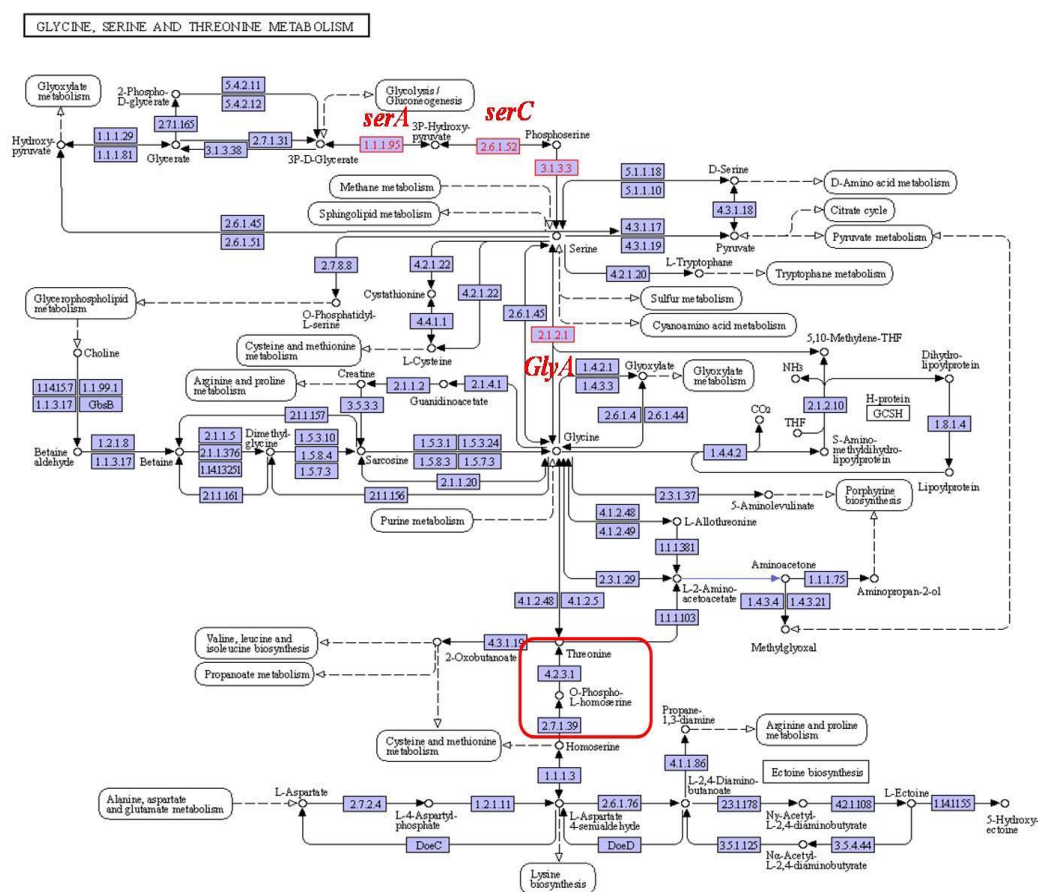 GLYCINE, SERINE AND THREONINE METABOLISM
Glyoxylate
metabolism
2-Phospho-
D-glycerate
5.4.2.11
5.4.2.12
Glycolysis /
Gluconeogenesis
serA
serC
Hydroxy-
pyruvate
1.1.1.29
1.1.1.81
2.7.1.165
Glycerate
2.7.1.31
3.1.3.38
3P-D-Glycerate
1.1.1.95
3P-Hydroxy-
pyruvate
2.6.1.52
Phosphoserine
3.1.3.3
Methane metabolism
Sphingolipid metabolism
5.1.1.18
5.1.1.10
D-Serine
D-Amino acid metabolism
4.3.1.18
Citrate cycle
2.6.1.45
2.6.1.51
4.3.1.17
4.3.1.19
Pyruvate
Pyruvate metabolism
Serine
2.7.8.8
4.2.1.22
4.2.1.20
L-Tryptophane
Tryptophane metabolism
Glycerophospholipid
metabolism
O-Phosphatidyl-
L-serine
Cystathionine
4.2.1.22
2.6.1.45
Sulfur metabolism
Cyanoamino acid metabolism
4.4.1.1
2.1.2.1
Choline
Cysteine and methionine
metabolism
L-Cysteine
5,10-Methylene-THF
GlyA
1.14.15.7
1.1.99.1
1.1.3.17
GbsB
Arginine and proline
metabolism
Creatine
2.1.1.2
Guanidinoacetate
2.1.4.1
1.4.2.1
1.4.3.3
Glyoxylate
Glyoxylate
metabolism
NH3
Dihydro-
lipoylprotein
3.5.3.3
2.6.1.4
2.6.1.44
CO2
THF
2.1.2.10
H-protein
GCSH
1.8.1.4
Betaine
aldehyde
1.2.1.8
1.1.3.17
Betaine
2.1.1.157
2.1.1.5
2.1.1.376
1.14.13.251
Dimethyl-
glycine
1.5.3.10
1.5.8.4
1.5.7.3
Sarcosine
1.5.3.1
1.5.3.24
1.5.8.3
1.5.7.3
Glycine
1.4.4.2
S-Amino-
methyldihydro-
lipoylprotein
Lipoylprotein
2.1.1.20
2.1.1.161
2.1.1.156
Purine metabolism
2.3.1.37
5-Aminolevulinate
Porphyrine
biosynthesis
4.1.2.48
4.1.2.49
L-Allothreonine
1.1.1.381
2.3.1.29
L-2-Amino-
acetoacetate
Aminoacetone
1.1.1.75
Aminopropan-2-ol
4.1.2.48
4.1.2.5
1.1.1.103
1.4.3.4
1.4.3.21
Methylglyoxal
Valine, leucine and
isoleucine biosynthesis
4.3.1.19
2-Oxobutanoate
Threonine
Propanoate metabolism
4.2.3.1
O-Phospho-
L-homoserine
2.7.1.39
Propane-
1,3-diamine
Arginine and proline
metabolism
Cysteine and methionine
metabolism
Homoserine
4.1.1.86
1.1.1.3
Ectoine biosynthesis
Alanine, aspartate
and glutamate metabolism
L-Aspartate
2.7.2.4
L-4-Aspartyl-
phosphate
1.2.1.11
L-Aspartate
4-semialdehyde
2.6.1.76
L-2,4-Diamino-
butanoate
2.3.1.178
Nγ-Acetyl-
L-2,4-diaminobutyrate
4.2.1.108
L-Ectoine
1.14.11.55
5-Hydroxy-
ectoine
DoeC
DoeD
3.5.1.125
Nα-Acetyl-
L-2,4-diaminobutyrate
3.5.4.44
Lysine
biosynthesis